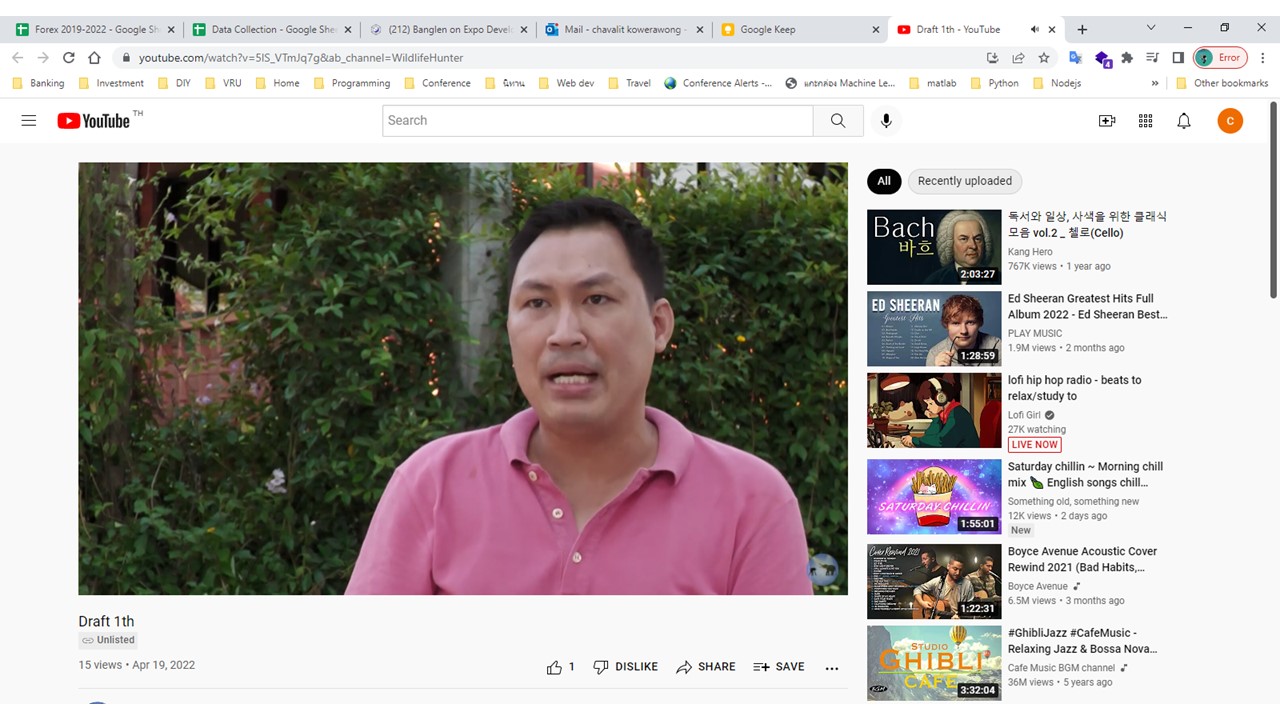 Forex 2019-2022 - Google Sh
Data Collection - Google Shee
(212) Banglen on Expo Devel
Mail - chavalit kowerawong -
Google Keep
Draft 1th - YouTube
youtube.com/watch?v=5IS_VTmJq7g&ab_channel=WildlifeHunter
4
Error
Banking
Investment
DIY
VRU
Home
Programming
Conference
นิทาน
Web dev
Travel
Conference Alerts -...
แกะกล่อง Machine Le...
matlab
Python
Nodejs
»
Other bookmarks
YouTube TH
Search
C
All
Recently uploaded
Bach
바흐
2:03:27
독서와 일상, 사색을 위한 클래식
모음 vol.2 _ 첼로(Cello)
Kang Hero
767K views • 1 year ago
ED SHEERAN
Greatest Hits
1:28:59
Ed Sheeran Greatest Hits Full
Album 2022 - Ed Sheeran Best...
PLAY MUSIC
1.9M views • 2 months ago
lofi hip hop radio - beats to
relax/study to
Lofi Girl
27K watching
LIVE NOW
SATURDAY CHILLIN
1:55:01
Saturday chillin ~ Morning chill
mix English songs chill...
Something old, something new
12K views • 2 days ago
New
Cover Rewind 2021
1:22:31
Boyce Avenue Acoustic Cover
Rewind 2021 (Bad Habits,...
Boyce Avenue
6.5M views • 3 months ago
STUDIO
GHIBLI
CAFE
BGM
3:32:04
#GhibliJazz #CafeMusic -
Relaxing Jazz & Bossa Nova...
Cafe Music BGM channel
36M views • 5 years ago
Draft 1th
Unlisted
15 views • Apr 19, 2022
1
DISLIKE
SHARE
SAVE